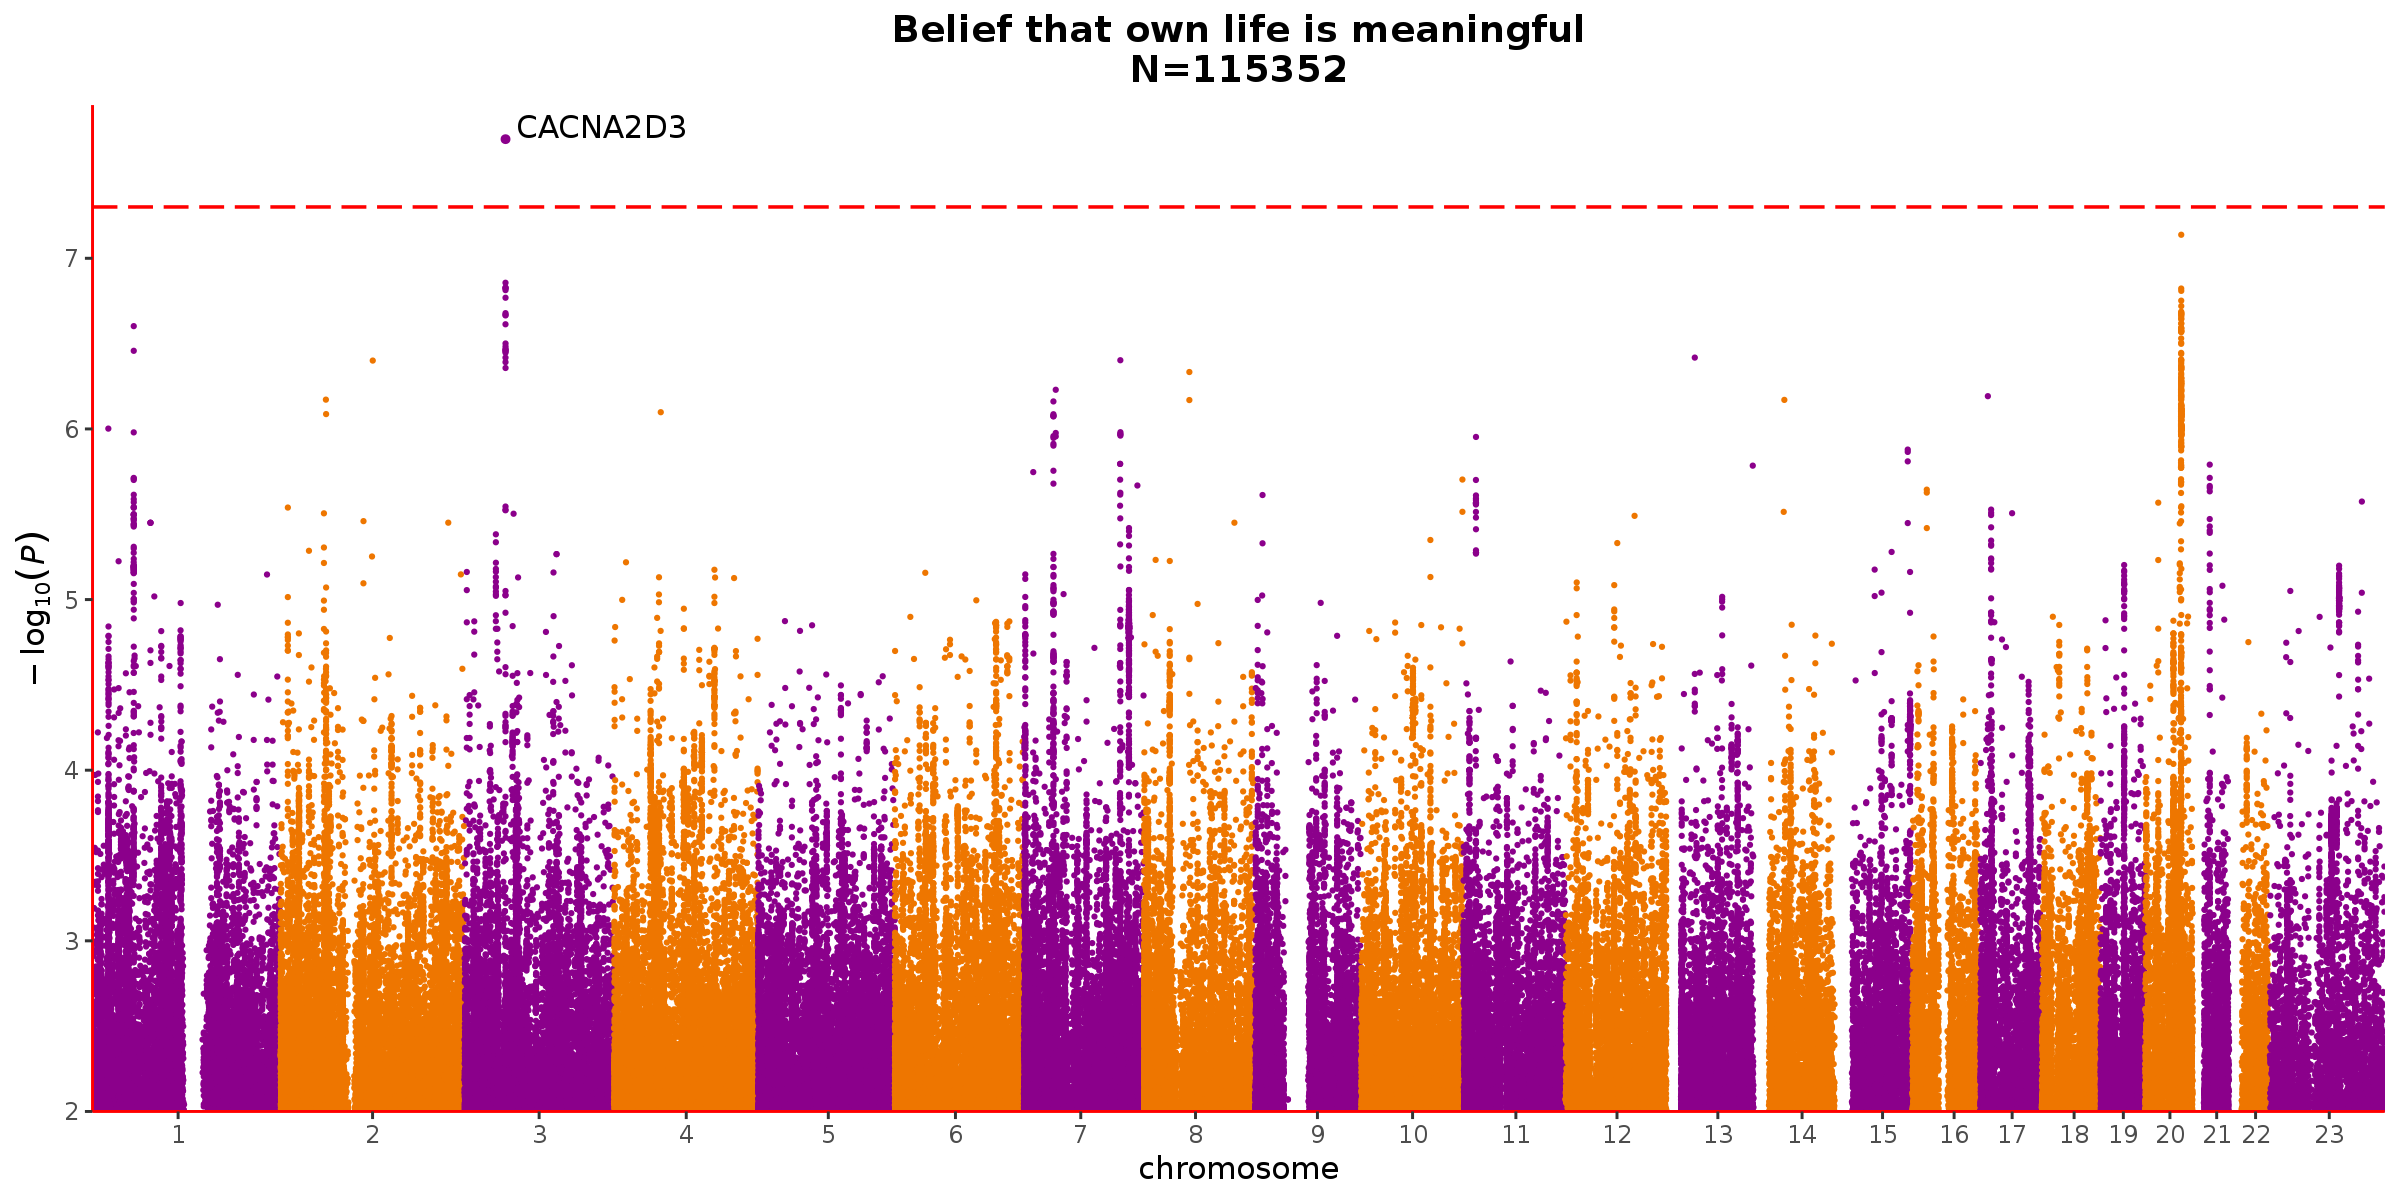 Belief that own life is meaningful
N=115352
CACNA2D3
7
6
5
4
3
2
−log₁₀(P)
1 2 3 4 5 6 7 8 9 10 11 12 13 14 15 16 17 18 19 20 21 22 23
chromosome